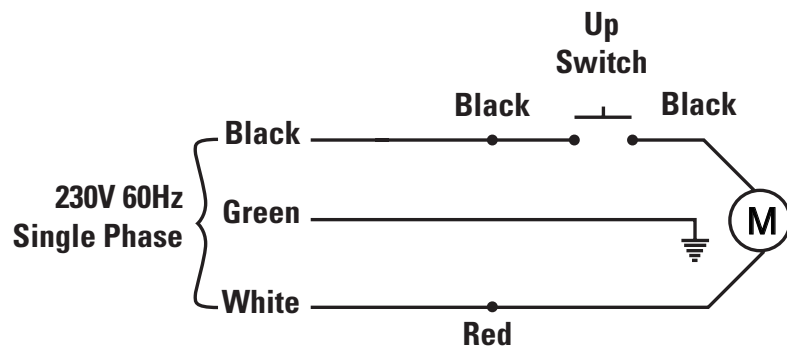 Up
Switch
Black
Black
Black
230V 60Hz
Single Phase
Green
M
White
Red